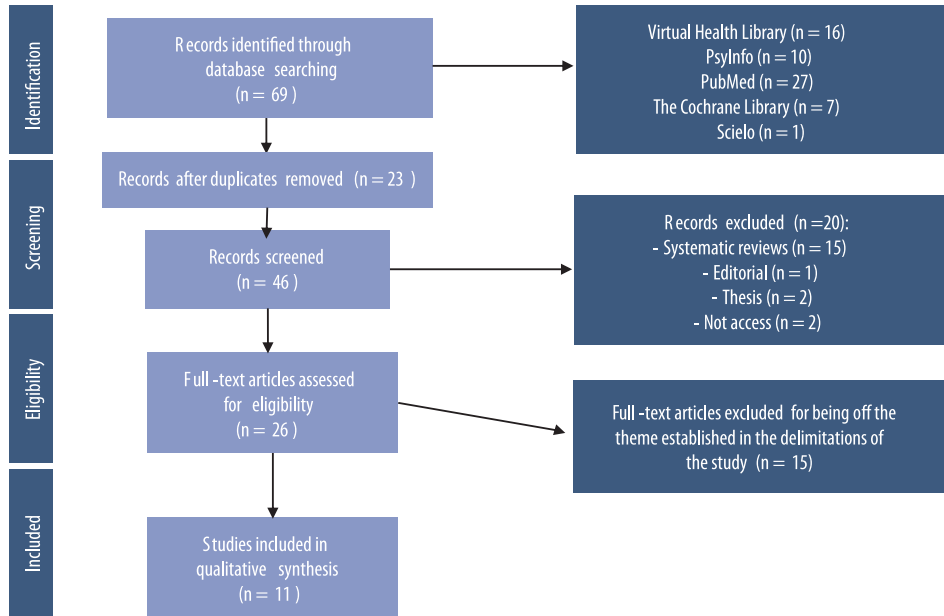 Identification
Records identified through
database searching
(n = 69 )
Virtual Health Library (n = 16)
PsyInfo (n = 10)
PubMed (n = 27)
The Cochrane Library (n = 7)
Scielo (n = 1)
Screening
Records after duplicates removed (n = 23 )
Records screened
(n = 46 )
Records excluded (n =20):
- Systematic reviews (n = 15)
- Editorial (n = 1)
- Thesis (n = 2)
- Not access (n = 2)
Eligibility
Full -text articles assessed
for eligibility
(n = 26 )
Full -text articles excluded for being off the
theme established in the delimitations of
the study (n = 15)
Included
Studies included in
qualitative synthesis
(n = 11 )